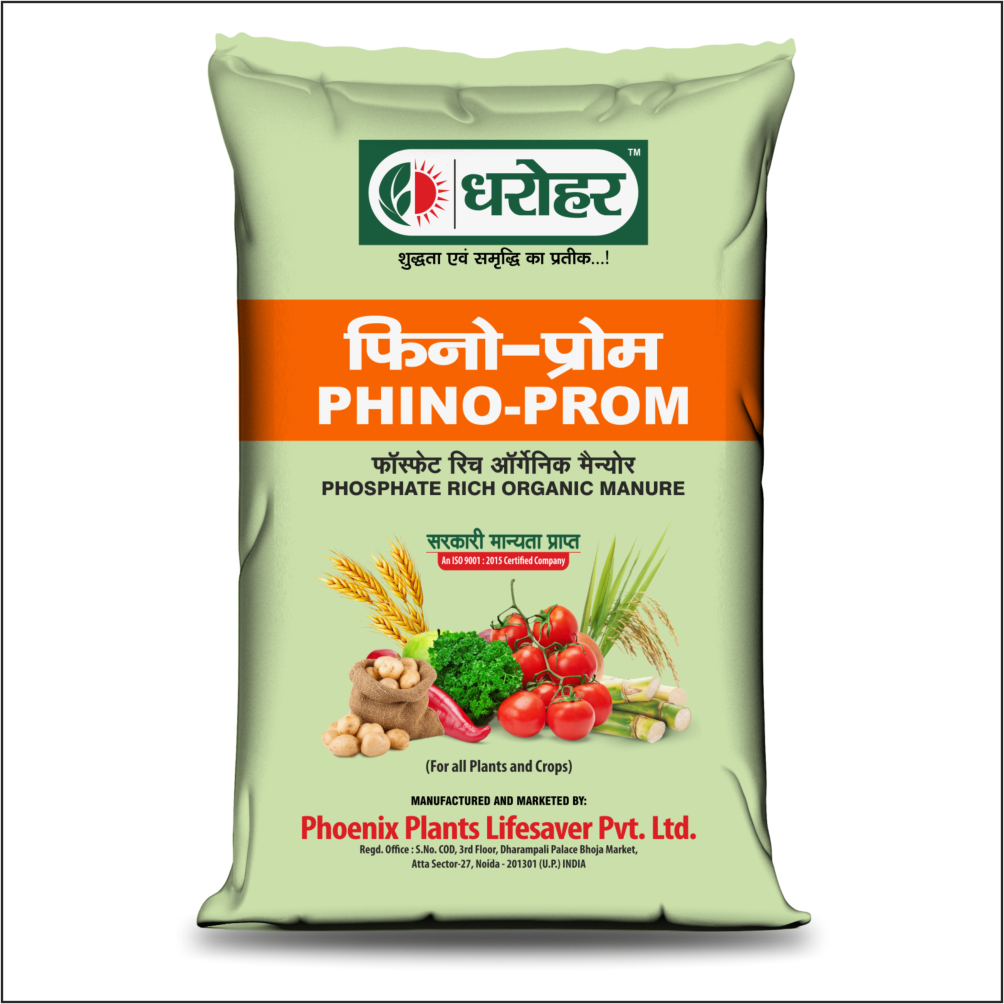 धरोहर TM
शुद्धता एवं समृद्धि का प्रतीक...!
फिनो-प्रोम
PHINO-PROM
फॉस्फेट रिच ऑर्गेनिक मैन्योर
PHOSPHATE RICH ORGANIC MANURE
सरकारी मान्यता प्राप्त
An ISO 9001 : 2015 Certified Company
(For all Plants and Crops)
MANUFACTURED AND MARKETED BY:
Phoenix Plants Lifesaver Pvt. Ltd.
Regd. Office : S.No. COD, 3rd Floor, Dharampali Palace Bhoja Market,
Atta Sector-27, Noida - 201301 (U.P.) INDIA